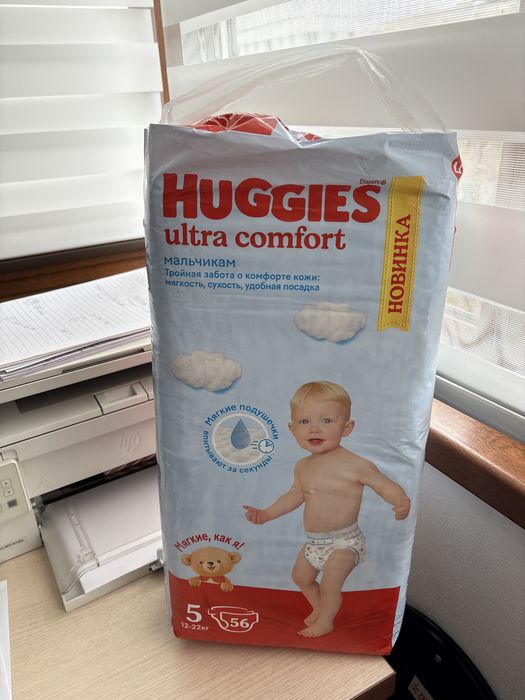 Diapers
HUGGIES
ultra comfort
мальчикам
Тройная забота о комфорте кожи:
мягкость, сухость, удобная посадка
НОВИНКА
Мягкие подушечки
впитывают за секунды
Мягкие, как я!
5
12-22кг
56
hp